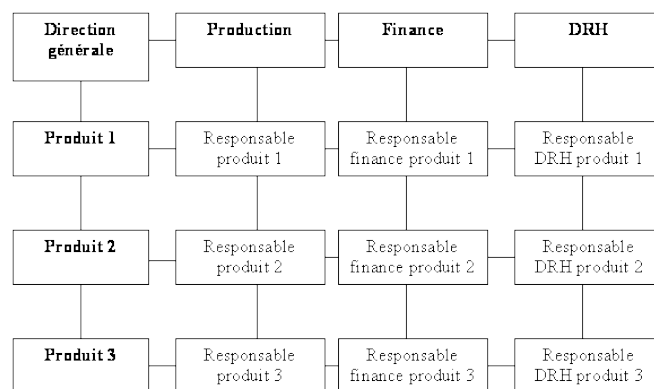 Direction
générale
Production
Finance
DRH
Produit 1
Responsable
produit 1
Responsable
finance produit 1
Responsable
DRH produit 1
Produit 2
Responsable
produit 2
Responsable
finance produit 2
Responsable
DRH produit 2
Produit 3
Responsable
produit 3
Responsable
finance produit 3
Responsable
DRH produit 3